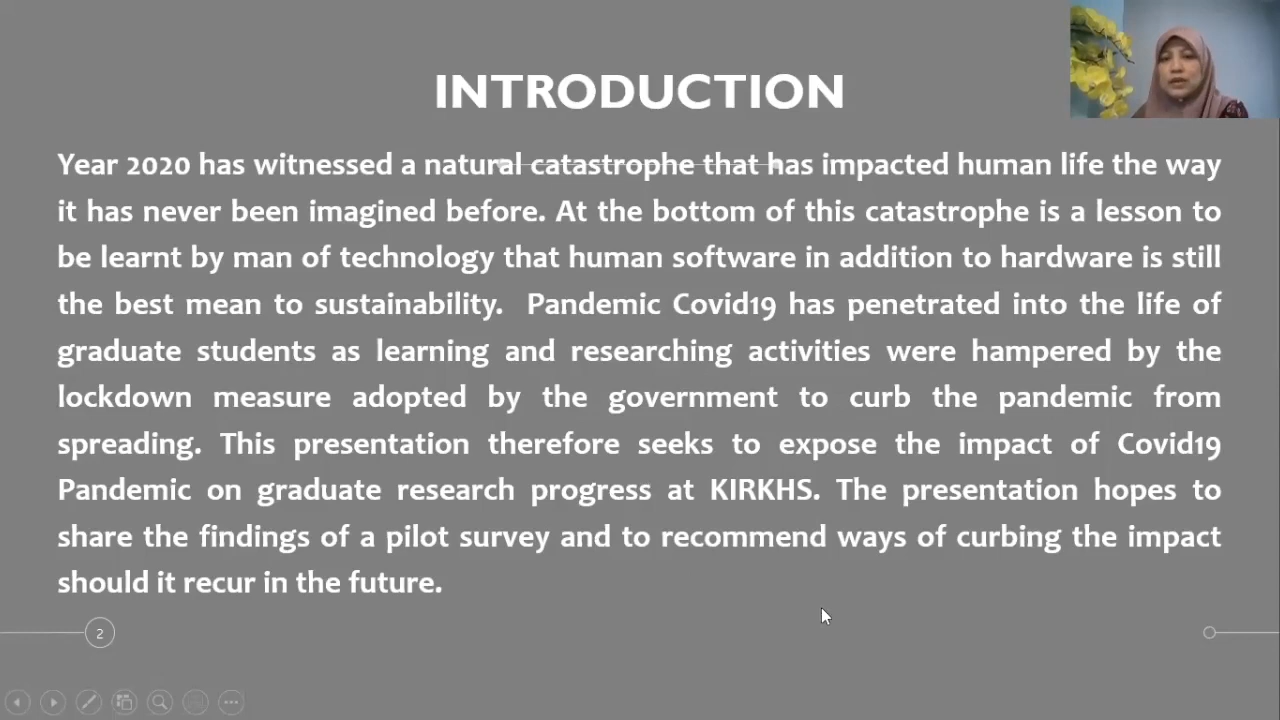 INTRODUCTION
Year 2020 has witnessed a natural catastrophe that has impacted human life the way
it has never been imagined before. At the bottom of this catastrophe is a lesson to
be learnt by man of technology that human software in addition to hardware is still
the best mean to sustainability. Pandemic Covid19 has penetrated into the life of
graduate students as learning and researching activities were hampered by the
lockdown measure adopted by the government to curb the pandemic from
spreading. This presentation therefore seeks to expose the impact of Covid19
Pandemic on graduate research progress at KIRKHS. The presentation hopes to
share the findings of a pilot survey and to recommend ways of curbing the impact
should it recur in the future.
2